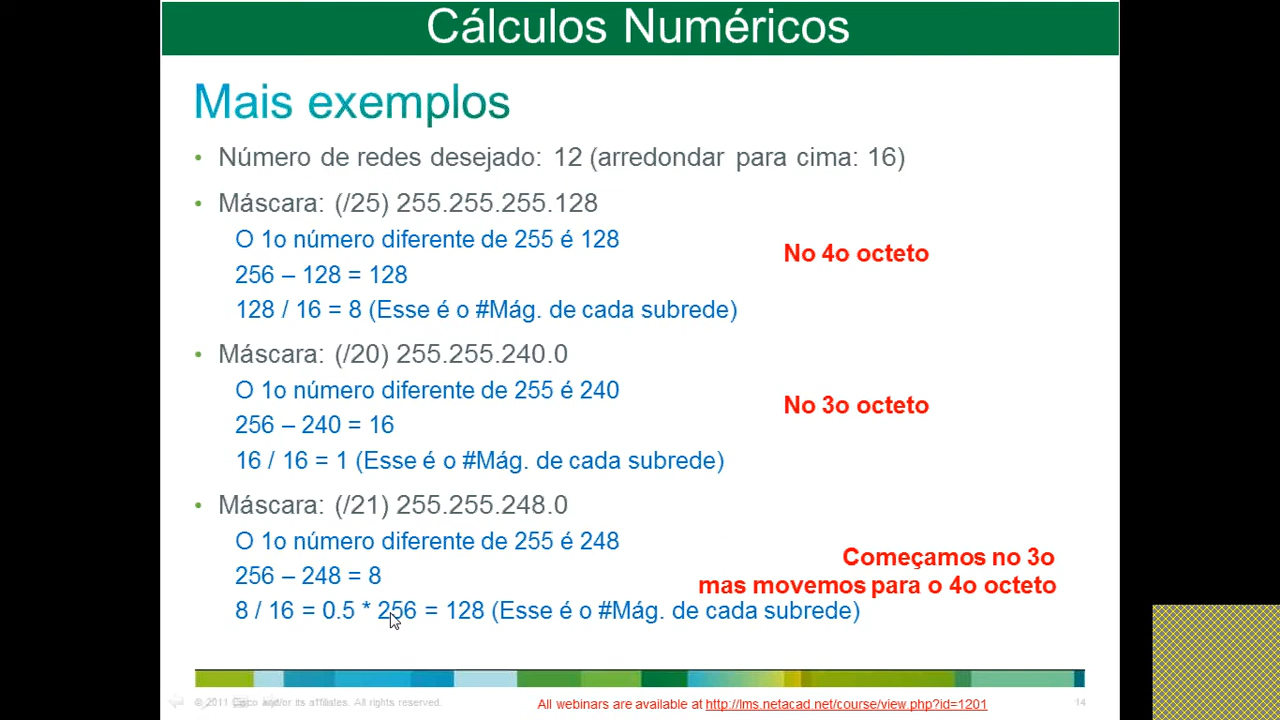 Cálculos Numéricos
Mais exemplos
• Número de redes desejado: 12 (arredondar para cima: 16)
• Máscara: (/25) 255.255.255.128
O 1o número diferente de 255 é 128
No 4o octeto
256 – 128 = 128
128 / 16 = 8 (Esse é o #Mág. de cada subrede)
• Máscara: (/20) 255.255.240.0
O 1o número diferente de 255 é 240
No 3o octeto
256 – 240 = 16
16 / 16 = 1 (Esse é o #Mág. de cada subrede)
• Máscara: (/21) 255.255.248.0
O 1o número diferente de 255 é 248
Começamos no 3o
256 – 248 = 8
mas movemos para o 4o octeto
8 / 16 = 0.5 * 256 = 128 (Esse é o #Mág. de cada subrede)
© 2011 Cisco and/or its affiliates. All rights reserved.
All webinars are available at http://lms.netacad.net/course/view.php?id=1201
14